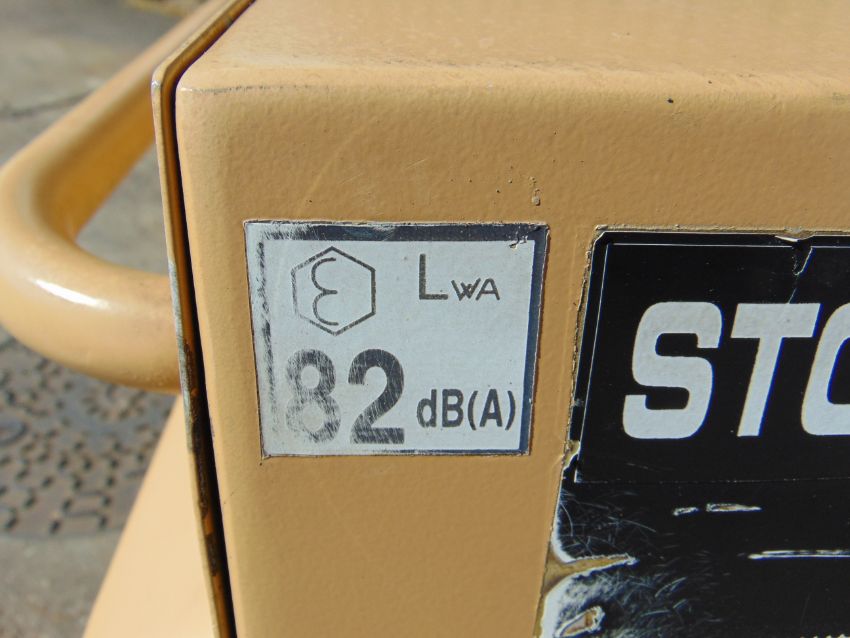 ε LWA
82 dB(A)
STO